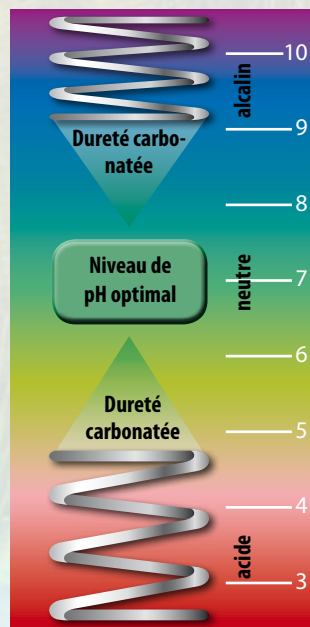 10
alcalin
9
Dureté carbo-
natée
8
Niveau de
pH optimal
7
neutre
6
Dureté
carbonatée
5
4
acide
3